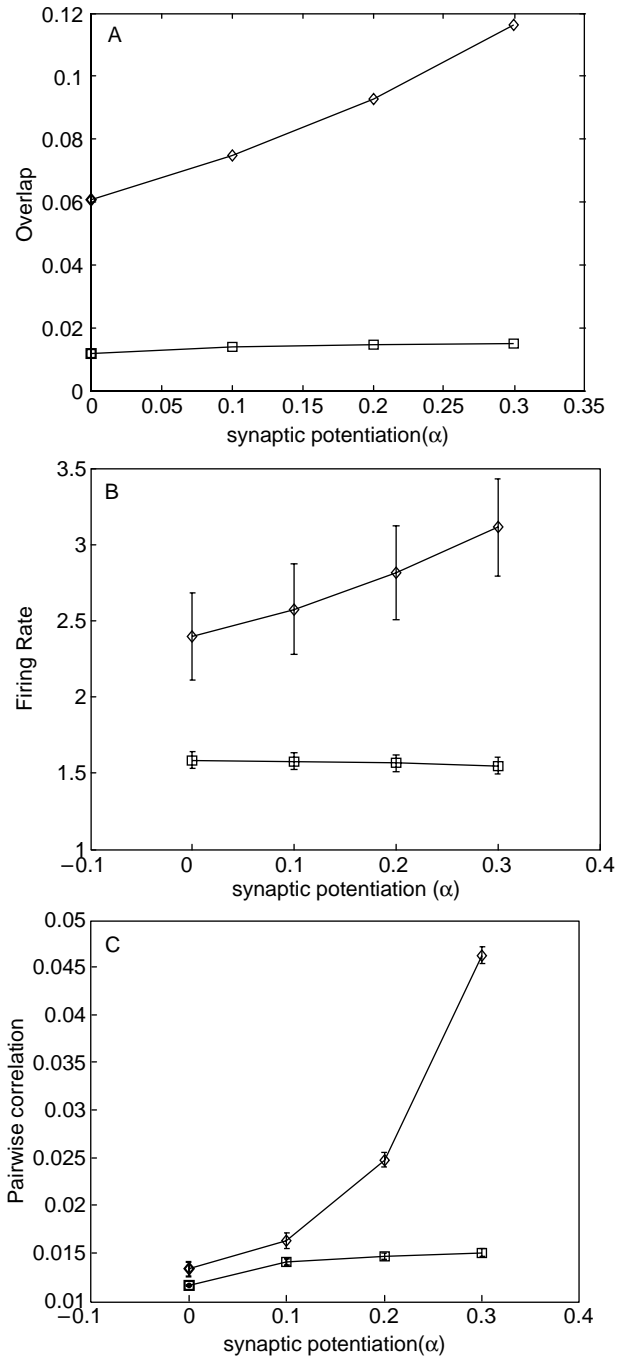 A
0.12
0.1
0.08
0.06
0.04
0.02
0
Overlap
0 0.05 0.1 0.15 0.2 0.25 0.3 0.35
synaptic potentiation(α)
B
3.5
3
2.5
2
1.5
1
Firing Rate
−0.1 0 0.1 0.2 0.3 0.4
synaptic potentiation (α)
C
0.05
0.045
0.04
0.035
0.03
0.025
0.02
0.015
0.01
Pairwise correlation
−0.1 0 0.1 0.2 0.3 0.4
synaptic potentiation(α)